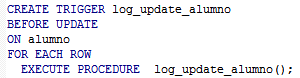 CREATE TRIGGER log_update_alumno
BEFORE UPDATE
ON alumno
FOR EACH ROW
EXECUTE PROCEDURE log_update_alumno();